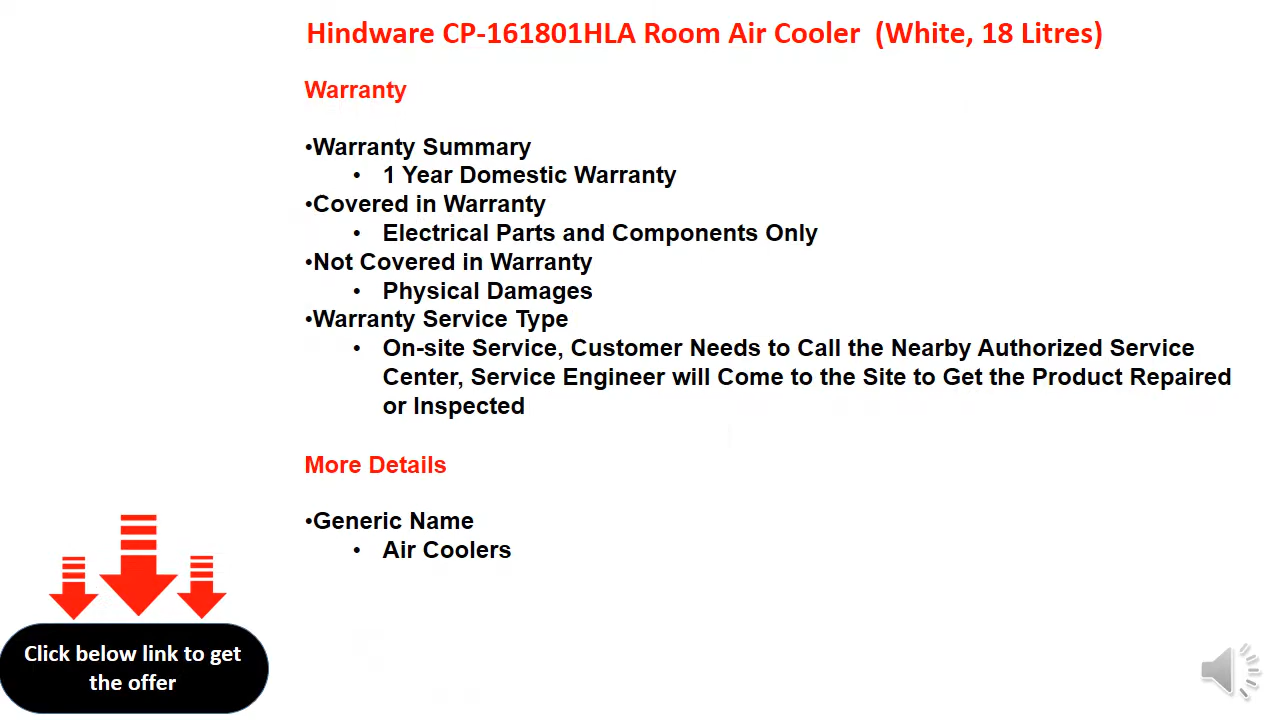 Hindware CP-161801HLA Room Air Cooler  (White, 18 Litres)
Warranty
•Warranty Summary
• 1 Year Domestic Warranty
•Covered in Warranty
• Electrical Parts and Components Only
•Not Covered in Warranty
• Physical Damages
•Warranty Service Type
• On-site Service, Customer Needs to Call the Nearby Authorized Service
Center, Service Engineer will Come to the Site to Get the Product Repaired
or Inspected
More Details
•Generic Name
• Air Coolers
Click below link to get
the offer